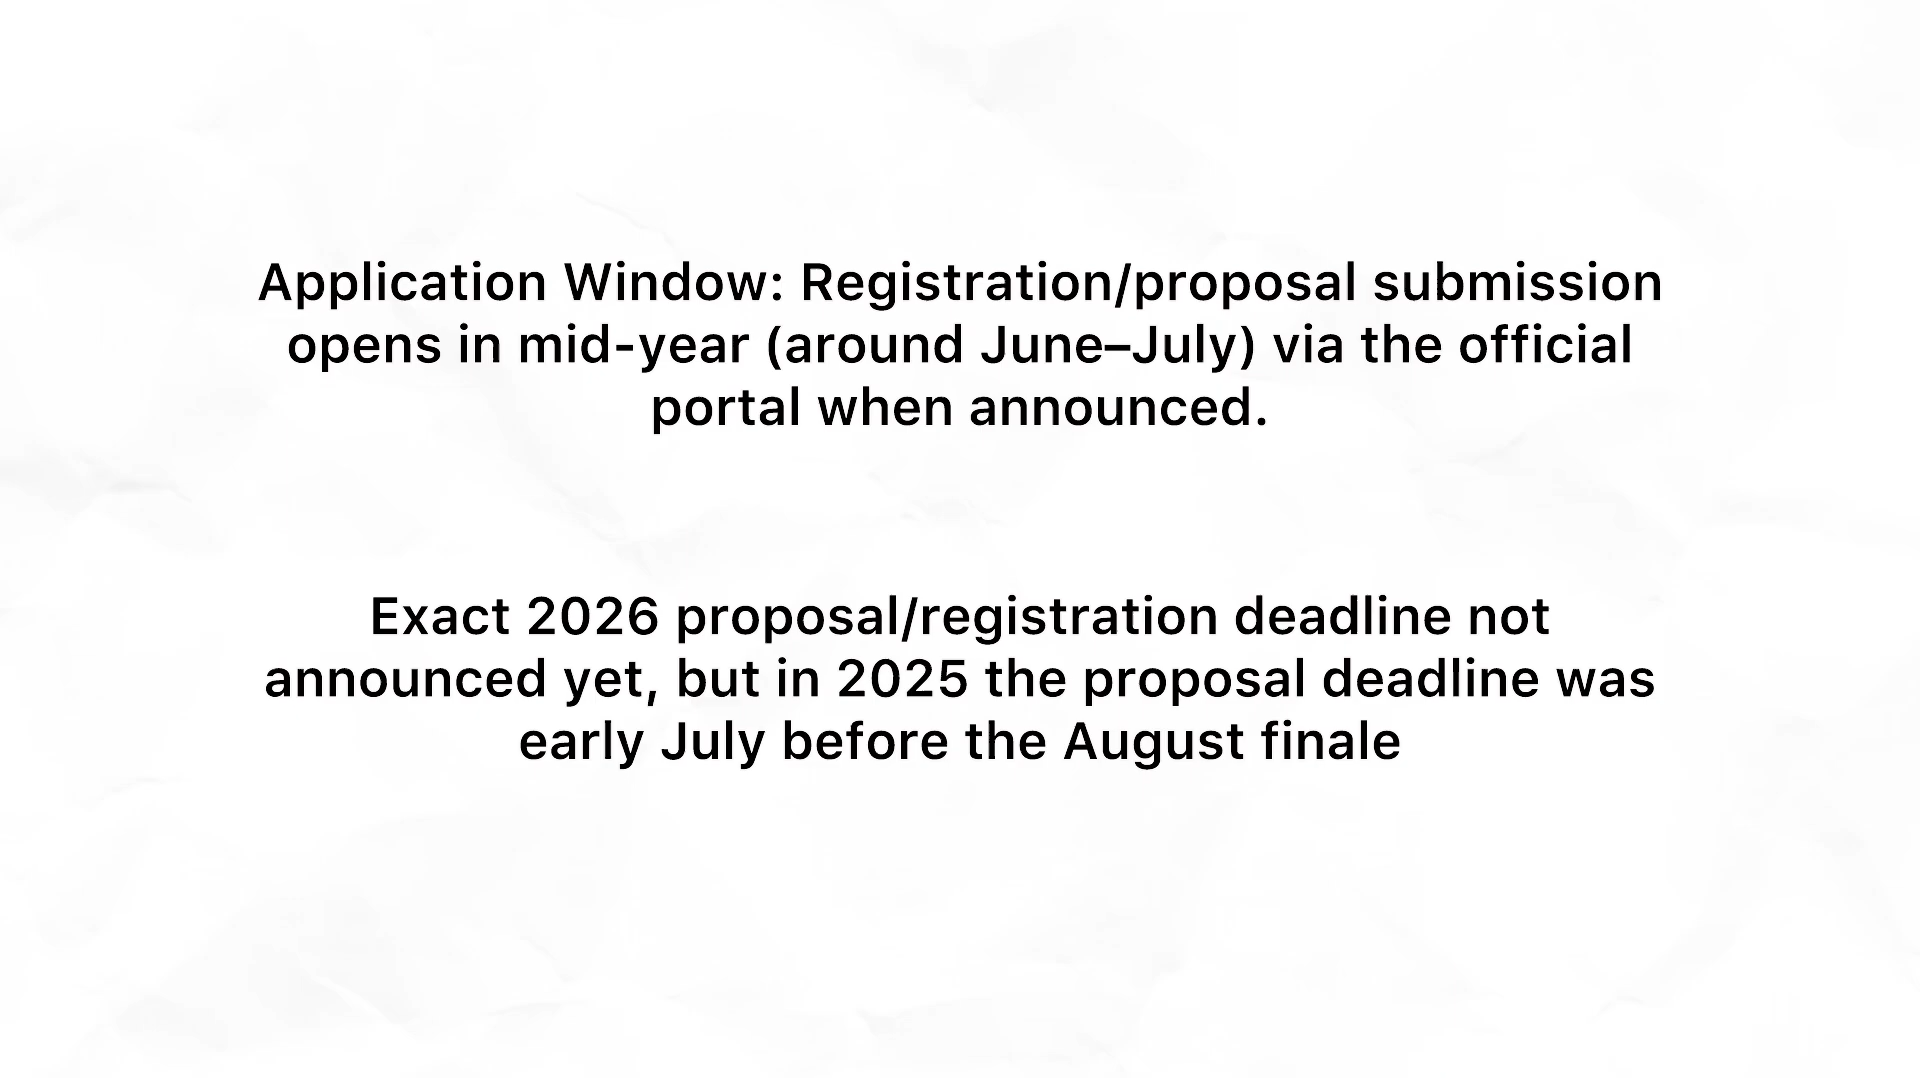 Application Window: Registration/proposal submission
opens in mid-year (around June–July) via the official
portal when announced.
Exact 2026 proposal/registration deadline not
announced yet, but in 2025 the proposal deadline was
early July before the August finale